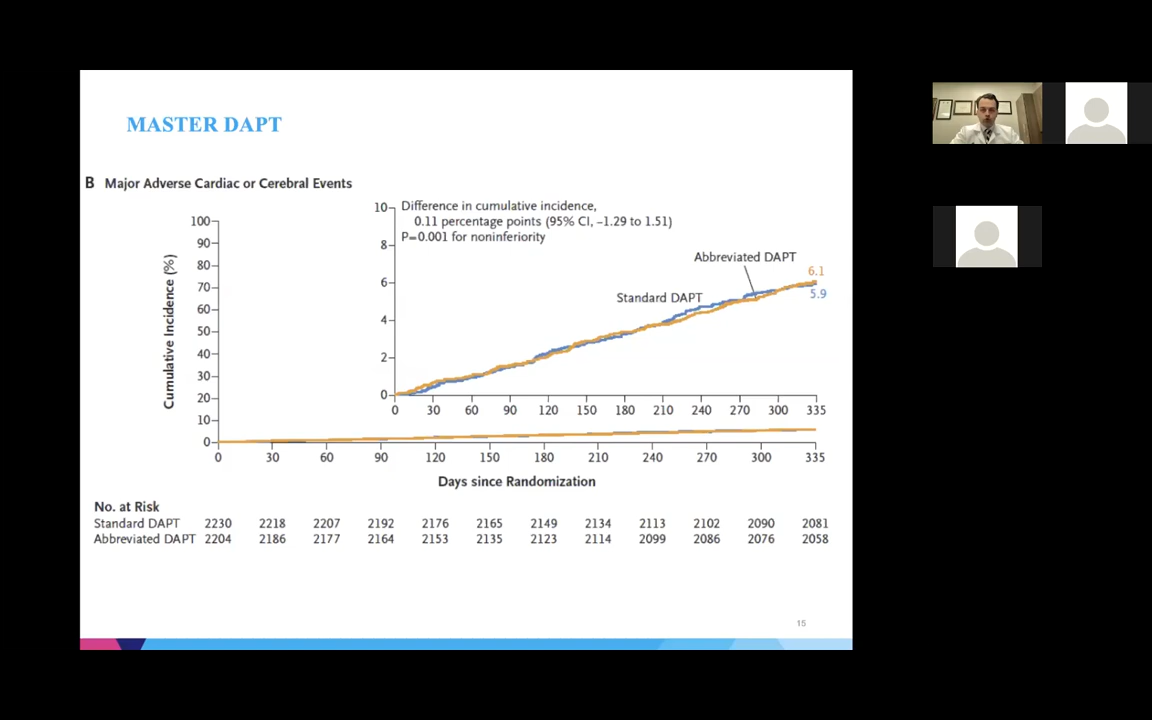 MASTER DAPT
B Major Adverse Cardiac or Cerebral Events
Cumulative Incidence (%)
100
90
80
70
60
50
40
30
20
10
0
0 30 60 90 120 150 180 210 240 270 300 335
10
8
6
4
2
0
0 30 60 90 120 150 180 210 240 270 300 335
Difference in cumulative incidence,
0.11 percentage points (95% CI, −1.29 to 1.51)
P=0.001 for noninferiority
Abbreviated DAPT
Standard DAPT
6.1
5.9
Days since Randomization
No. at Risk
Standard DAPT 2230 2218 2207 2192 2176 2165 2149 2134 2113 2102 2090 2081
Abbreviated DAPT 2204 2186 2177 2164 2153 2135 2123 2114 2099 2086 2076 2058
15